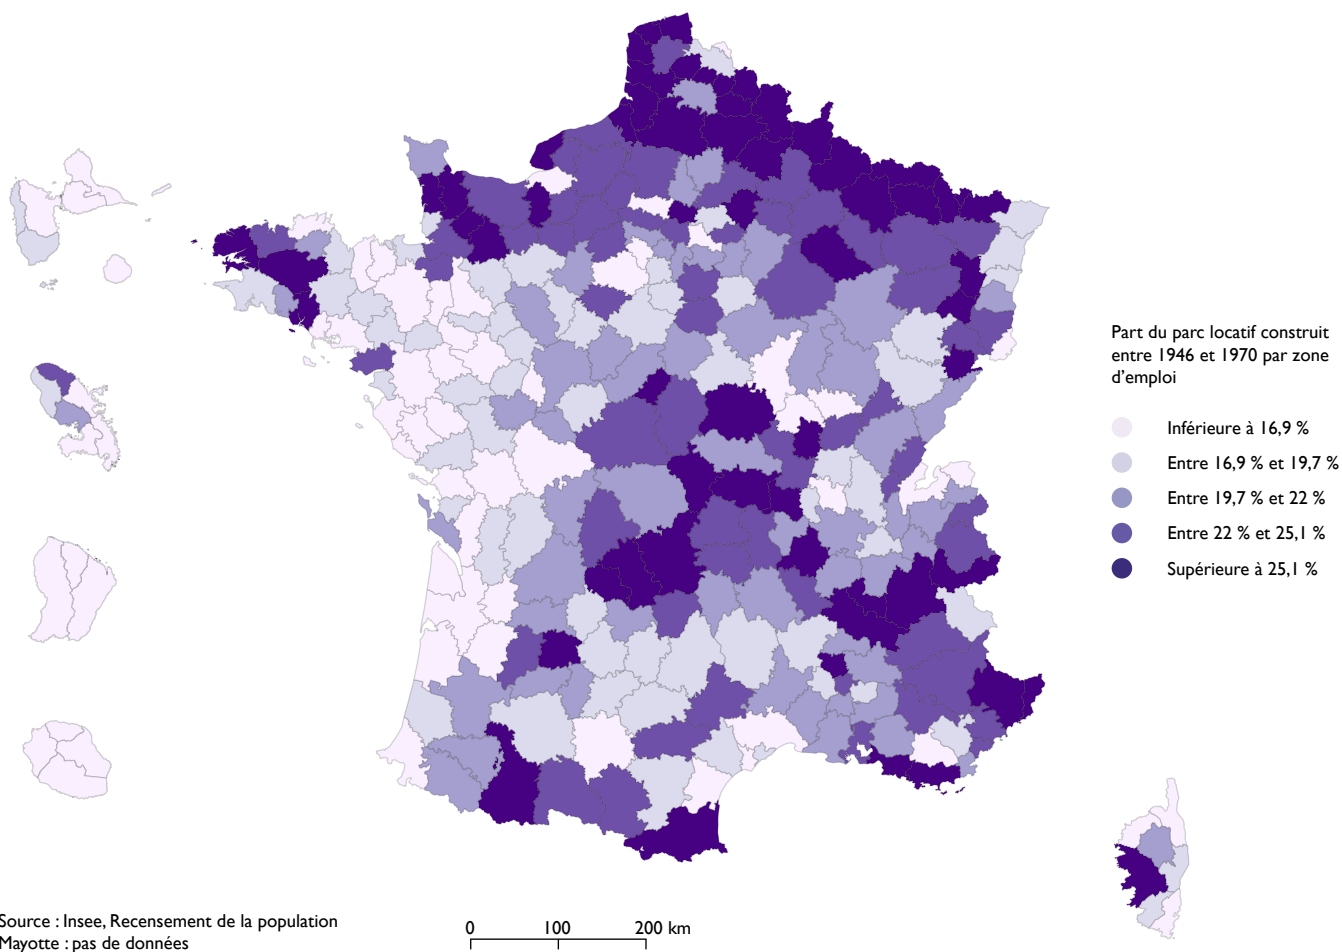 Part du parc locatif construit
entre 1946 et 1970 par zone
d’emploi
Inférieure à 16,9 %
Entre 16,9 % et 19,7 %
Entre 19,7 % et 22 %
Entre 22 % et 25,1 %
Supérieure à 25,1 %
Source : Insee, Recensement de la population
Mayotte : pas de données
0 100 200 km